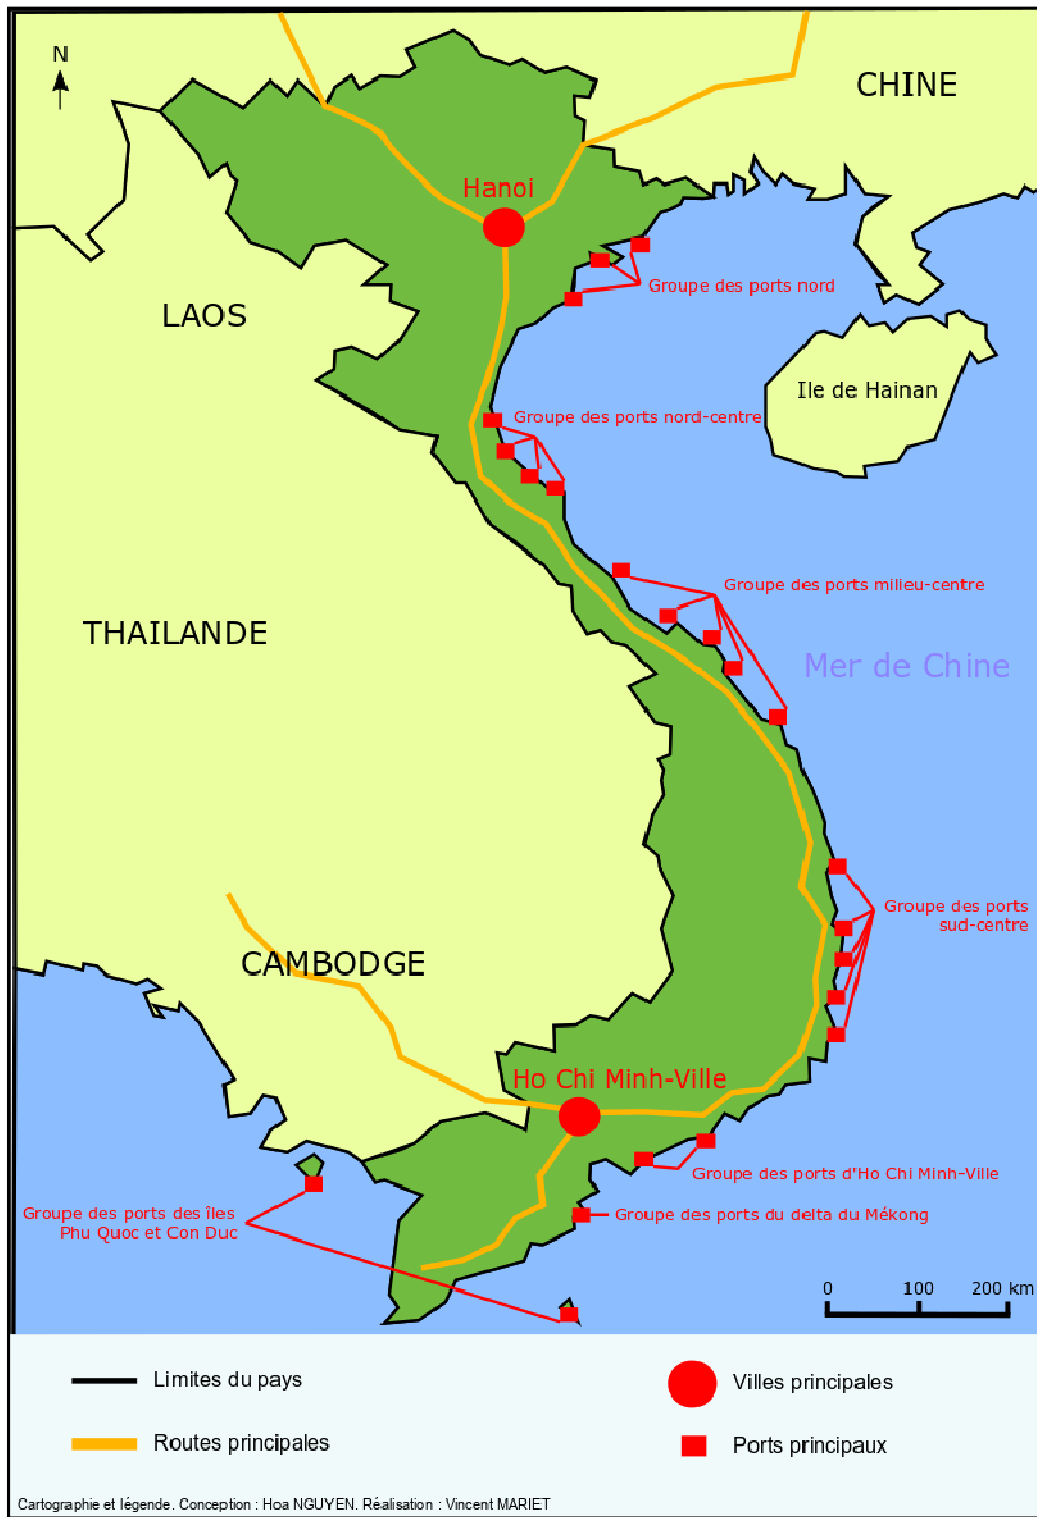 N
CHINE
Hanoi
Groupe des ports nord
LAOS
Ile de Hainan
Groupe des ports nord-centre
Groupe des ports milieu-centre
THAILANDE
Mer de Chine
Groupe des ports
sud-centre
CAMBODGE
Ho Chi Minh-Ville
Groupe des ports d'Ho Chi Minh-Ville
Groupe des ports des îles
Phu Quoc et Con Duc
Groupe des ports du delta du Mékong
0 100 200 km
Limites du pays
Villes principales
Routes principales
Ports principaux
Cartographie et légende. Conception : Hoa NGUYEN. Réalisation : Vincent MARIET